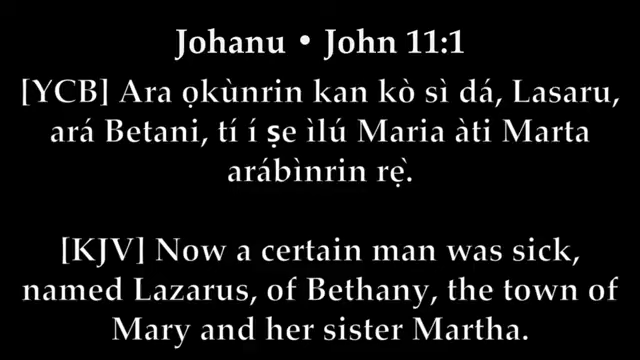 Johanu • John 11:1
[YCB] Ara ọkùnrin kan kò sì dá, Lasaru,
ará Betani, tí í ṣe ìlú Maria àti Marta
arábìnrin rẹ̀.
[KJV] Now a certain man was sick,
named Lazarus, of Bethany, the town of
Mary and her sister Martha.